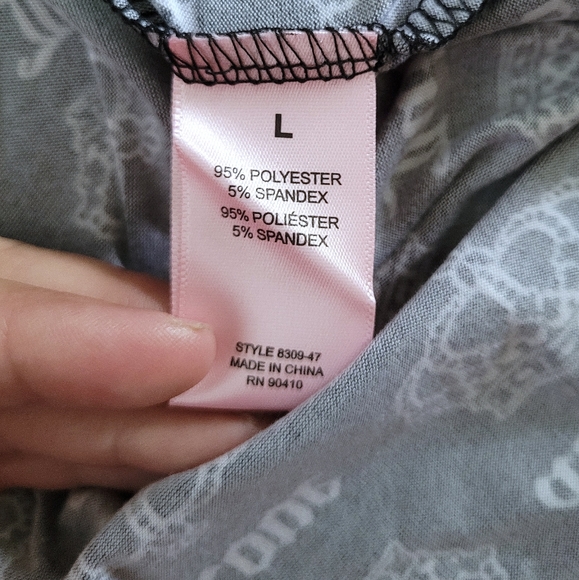 L
95% POLYESTER
5% SPANDEX
95% POLIÉSTER
5% SPANDEX
STYLE 8309-47
MADE IN CHINA
RN 90410